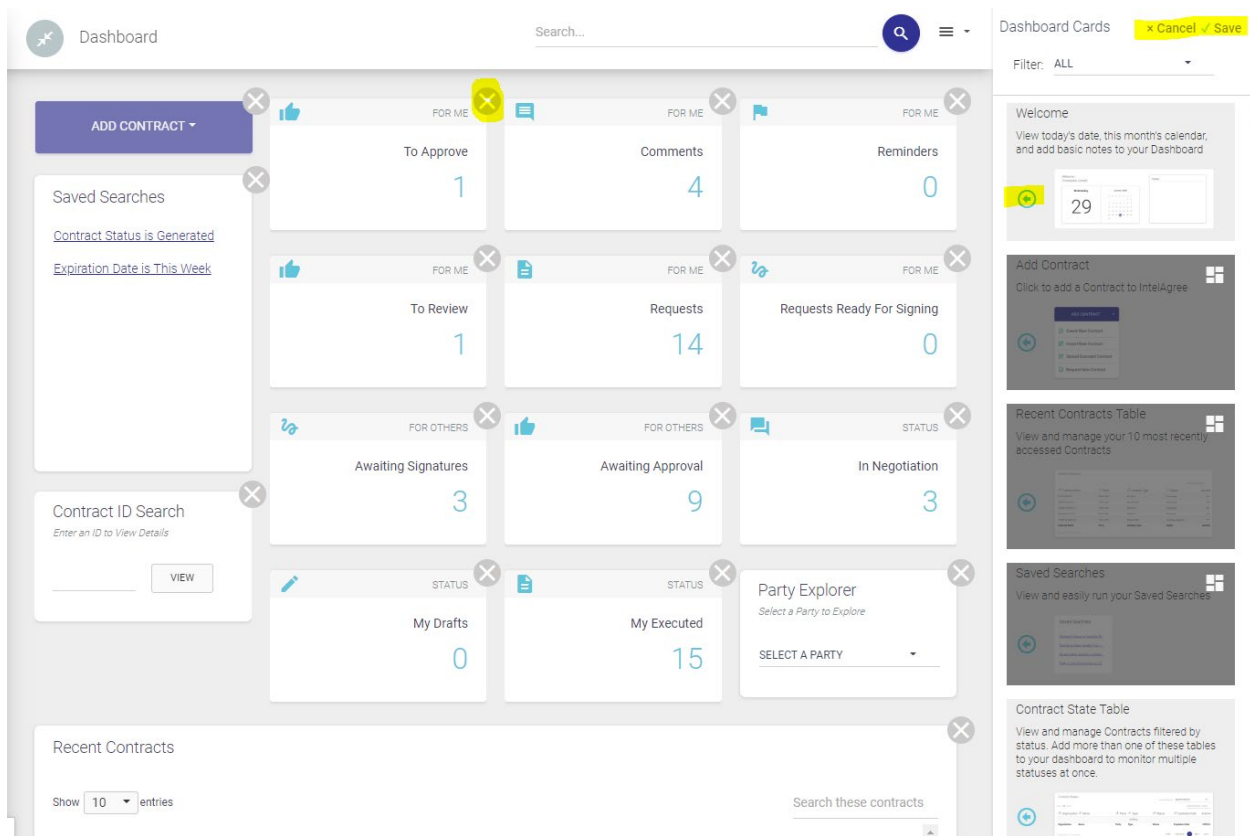 Dashboard
Search...
ADD CONTRACT
Saved Searches
Contract Status is Generated
Expiration Date is This Week
Contract ID Search
Enter an ID to View Details
VIEW
FOR ME
To Approve
1
FOR ME
Comments
4
FOR ME
Reminders
0
FOR ME
To Review
1
FOR ME
Requests
14
FOR ME
Requests Ready For Signing
0
FOR OTHERS
Awaiting Signatures
3
FOR OTHERS
Awaiting Approval
9
STATUS
In Negotiation
3
STATUS
My Drafts
0
STATUS
My Executed
15
Party Explorer
Select a Party to Explore
SELECT A PARTY
Recent Contracts
Show 10 entries
Search these contracts
Dashboard Cards
× Cancel ✓ Save
Filter: ALL
Welcome
View today's date, this month's calendar,
and add basic notes to your Dashboard
29
Add Contract
Click to add a Contract to IntelAgree
ADD CONTRACT
Recent Contracts Table
View and manage your 10 most recently
accessed Contracts
Saved Searches
View and easily run your Saved Searches
Contract State Table
View and manage Contracts filtered by
status. Add more than one of these tables
to your dashboard to monitor multiple
statuses at once.